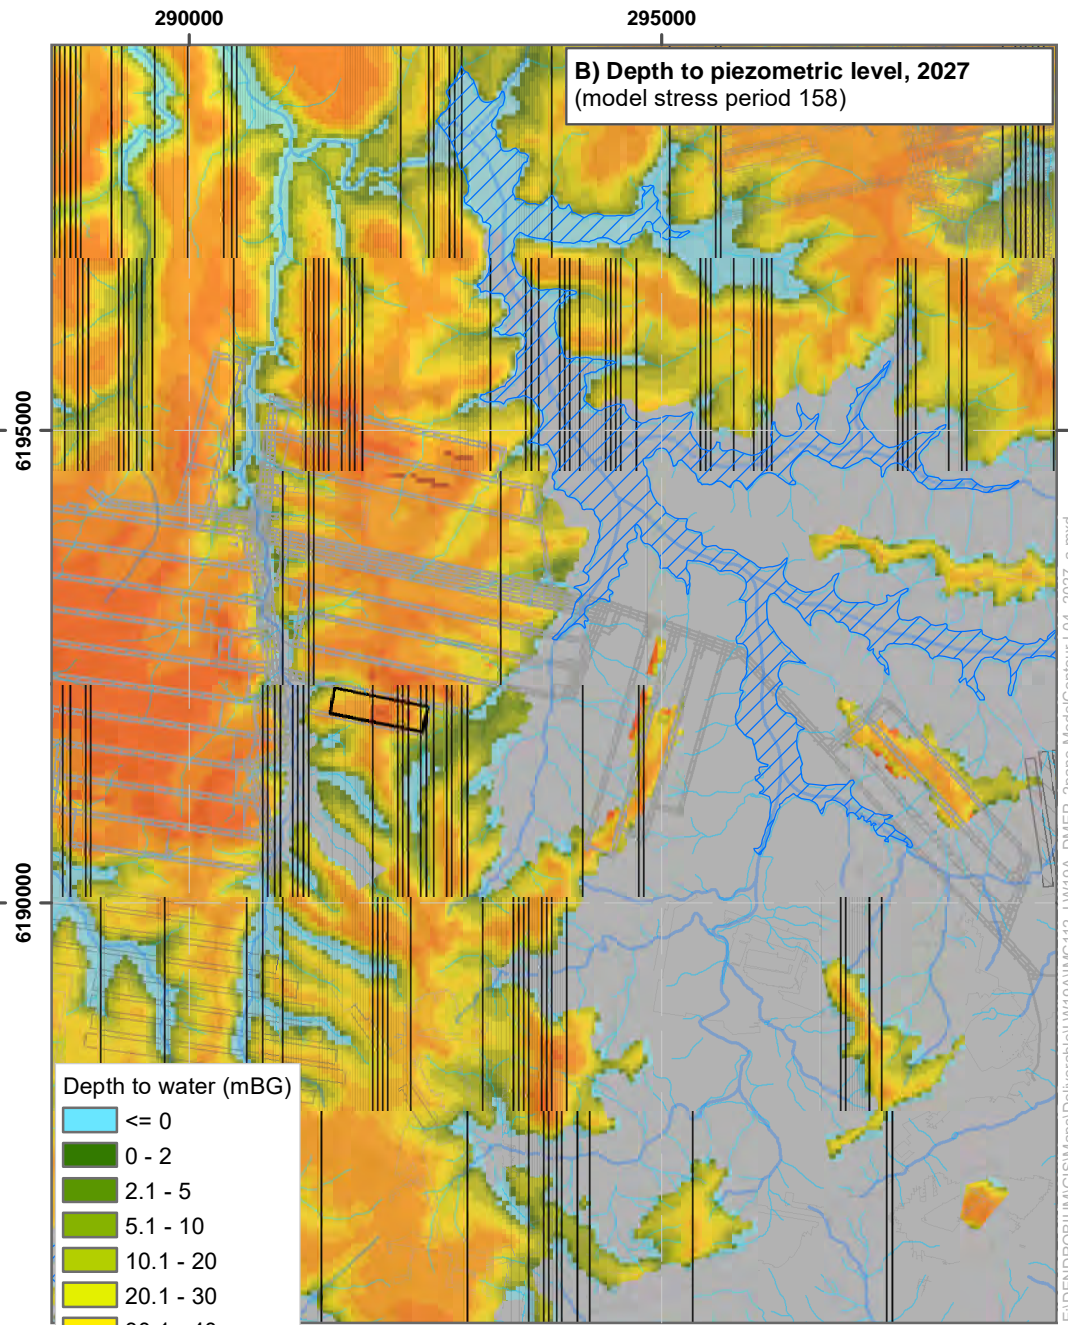 290000
295000
B) Depth to piezometric level, 2027
(model stress period 158)
6195000
6190000
Depth to water (mBG)
<= 0
0 - 2
2.1 - 5
5.1 - 10
10.1 - 20
20.1 - 30